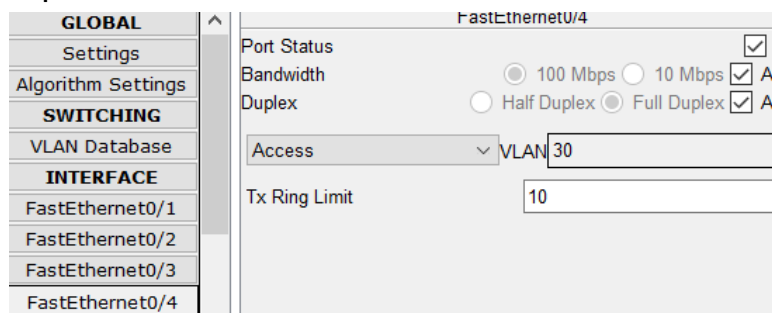 GLOBAL
Settings
Algorithm Settings
SWITCHING
VLAN Database
INTERFACE
FastEthernet0/1
FastEthernet0/2
FastEthernet0/3
FastEthernet0/4
FastEthernet0/4
Port Status
Bandwidth 100 Mbps 10 Mbps A
Duplex Half Duplex Full Duplex A
Access VLAN 30
Tx Ring Limit 10